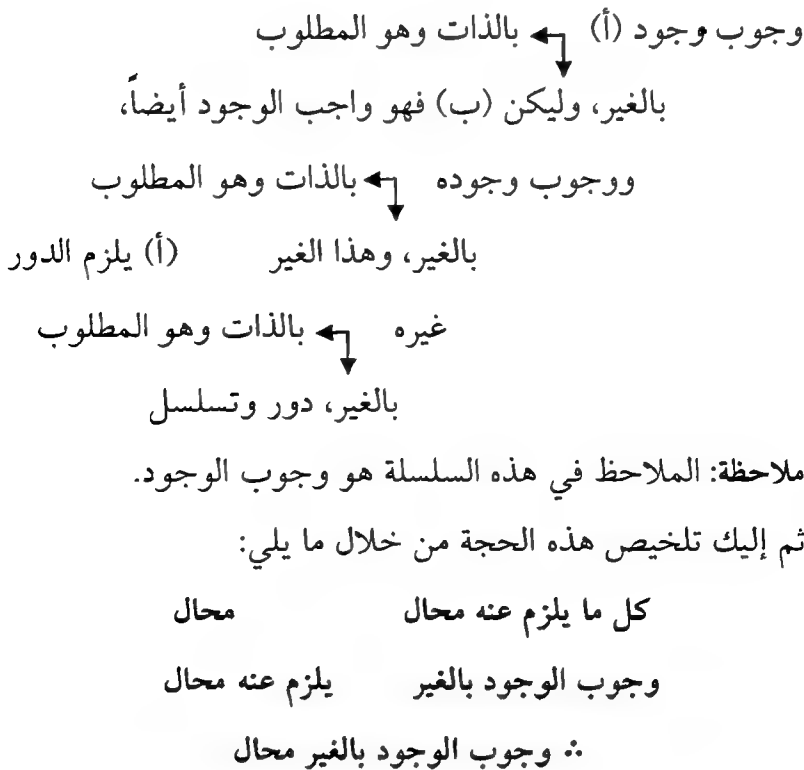 وجوب وجود (أ) بالذات وهو المطلوب
بالغير، وليكن (ب) فهو واجب الوجود أيضاً،
ووجوب وجوده بالذات وهو المطلوب
بالغير، وهذا الغير (أ) يلزم الدور
غيره بالذات وهو المطلوب
بالغير، دور وتسلسل
ملاحظة: الملاحظ في هذه السلسلة هو وجوب الوجود.
ثم إليك تلخيص هذه الحجة من خلال ما يلي:
كل ما يلزم عنه محال محال
وجوب الوجود بالغير يلزم عنه محال
∴ وجوب الوجود بالغير محال